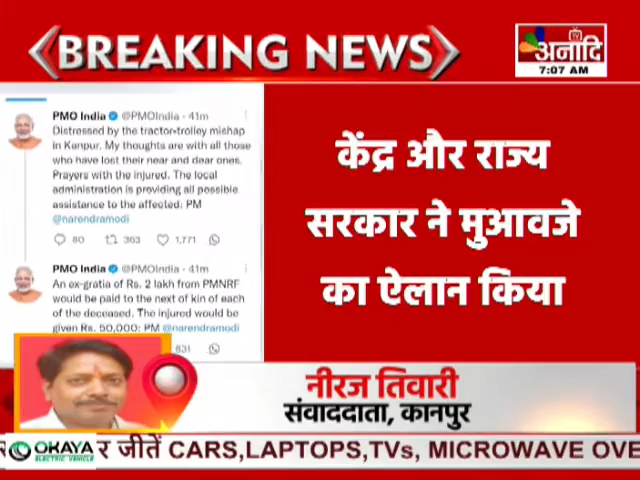 BREAKING NEWS
अनादि TV
7:07 AM
PMO India @PMOIndia · 41m
Distressed by the tractor-trolley mishap
in Kanpur. My thoughts are with all those
who have lost their near and dear ones.
Prayers with the injured. The local
administration is providing all possible
assistance to the affected: PM
@narendramodi
80 363 1,771
PMO India @PMOIndia · 41m
An ex-gratia of Rs. 2 lakh from PMNRF
would be paid to the next of kin of each
of the deceased. The injured would be
given Rs. 50,000: PM @narendramodi
831
केंद्र और राज्य
सरकार ने मुआवजे
का ऐलान किया
नीरज तिवारी
संवाददाता, कानपुर
OKAYA
ELECTRIC VEHICLE
र जीतें CARS,LAPTOPS,TVs, MICROWAVE OVE